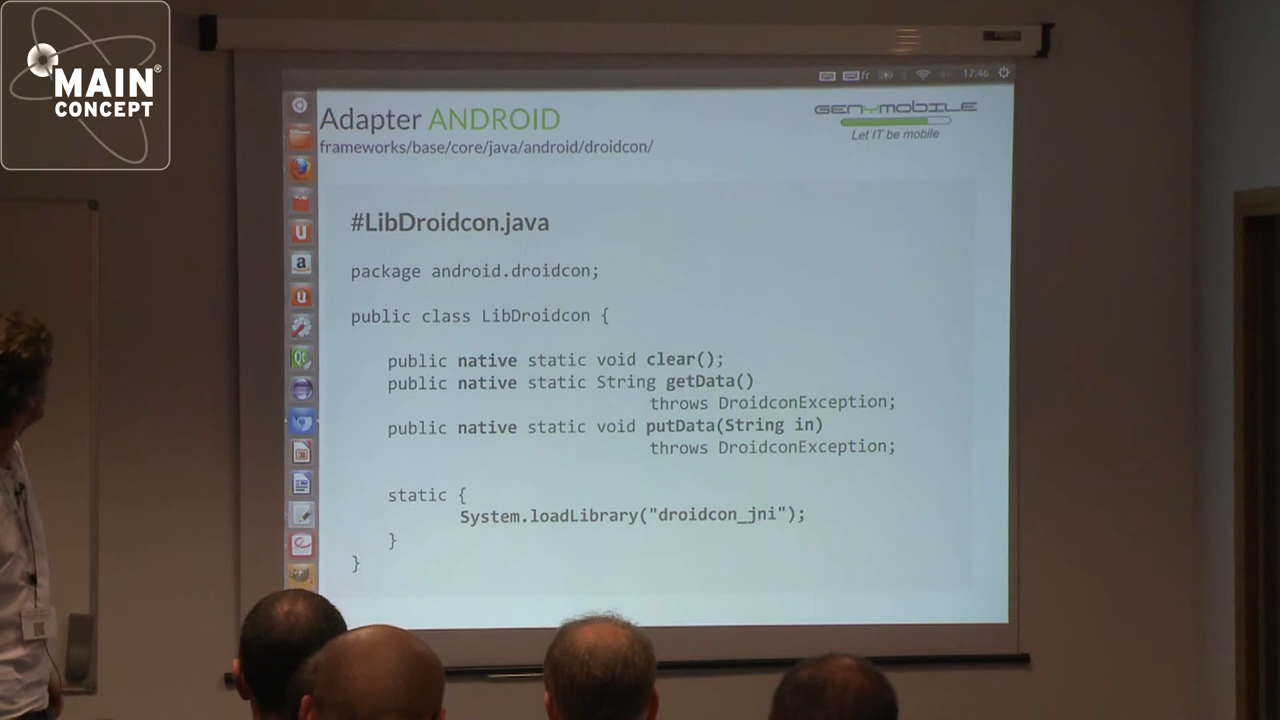 MAIN
CONCEPT
®
fr
17:46
Adapter ANDROID
frameworks/base/core/java/android/droidcon/
GENYMOBILE
Let IT be mobile
#LibDroidcon.java
package android.droidcon;
public class LibDroidcon {
public native static void clear();
public native static String getData()
throws DroidconException;
public native static void putData(String in)
throws DroidconException;
static {
System.loadLibrary("droidcon_jni");
}
}